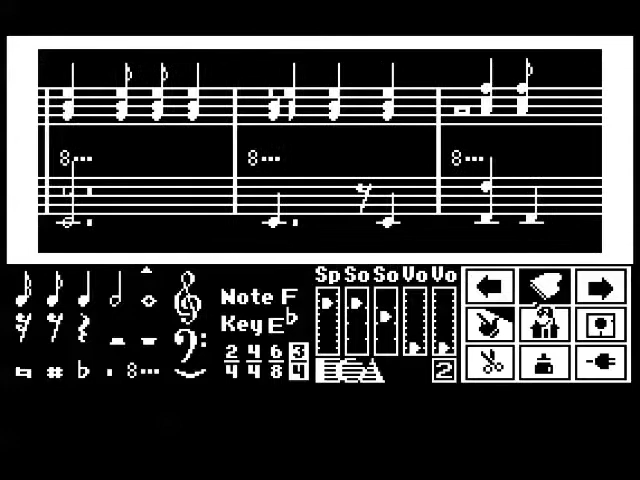 8... 8... 8...
Sp So So Vo Vo
Note F
Key E♭
2 4 6 3
4 4 8 4
8...
2